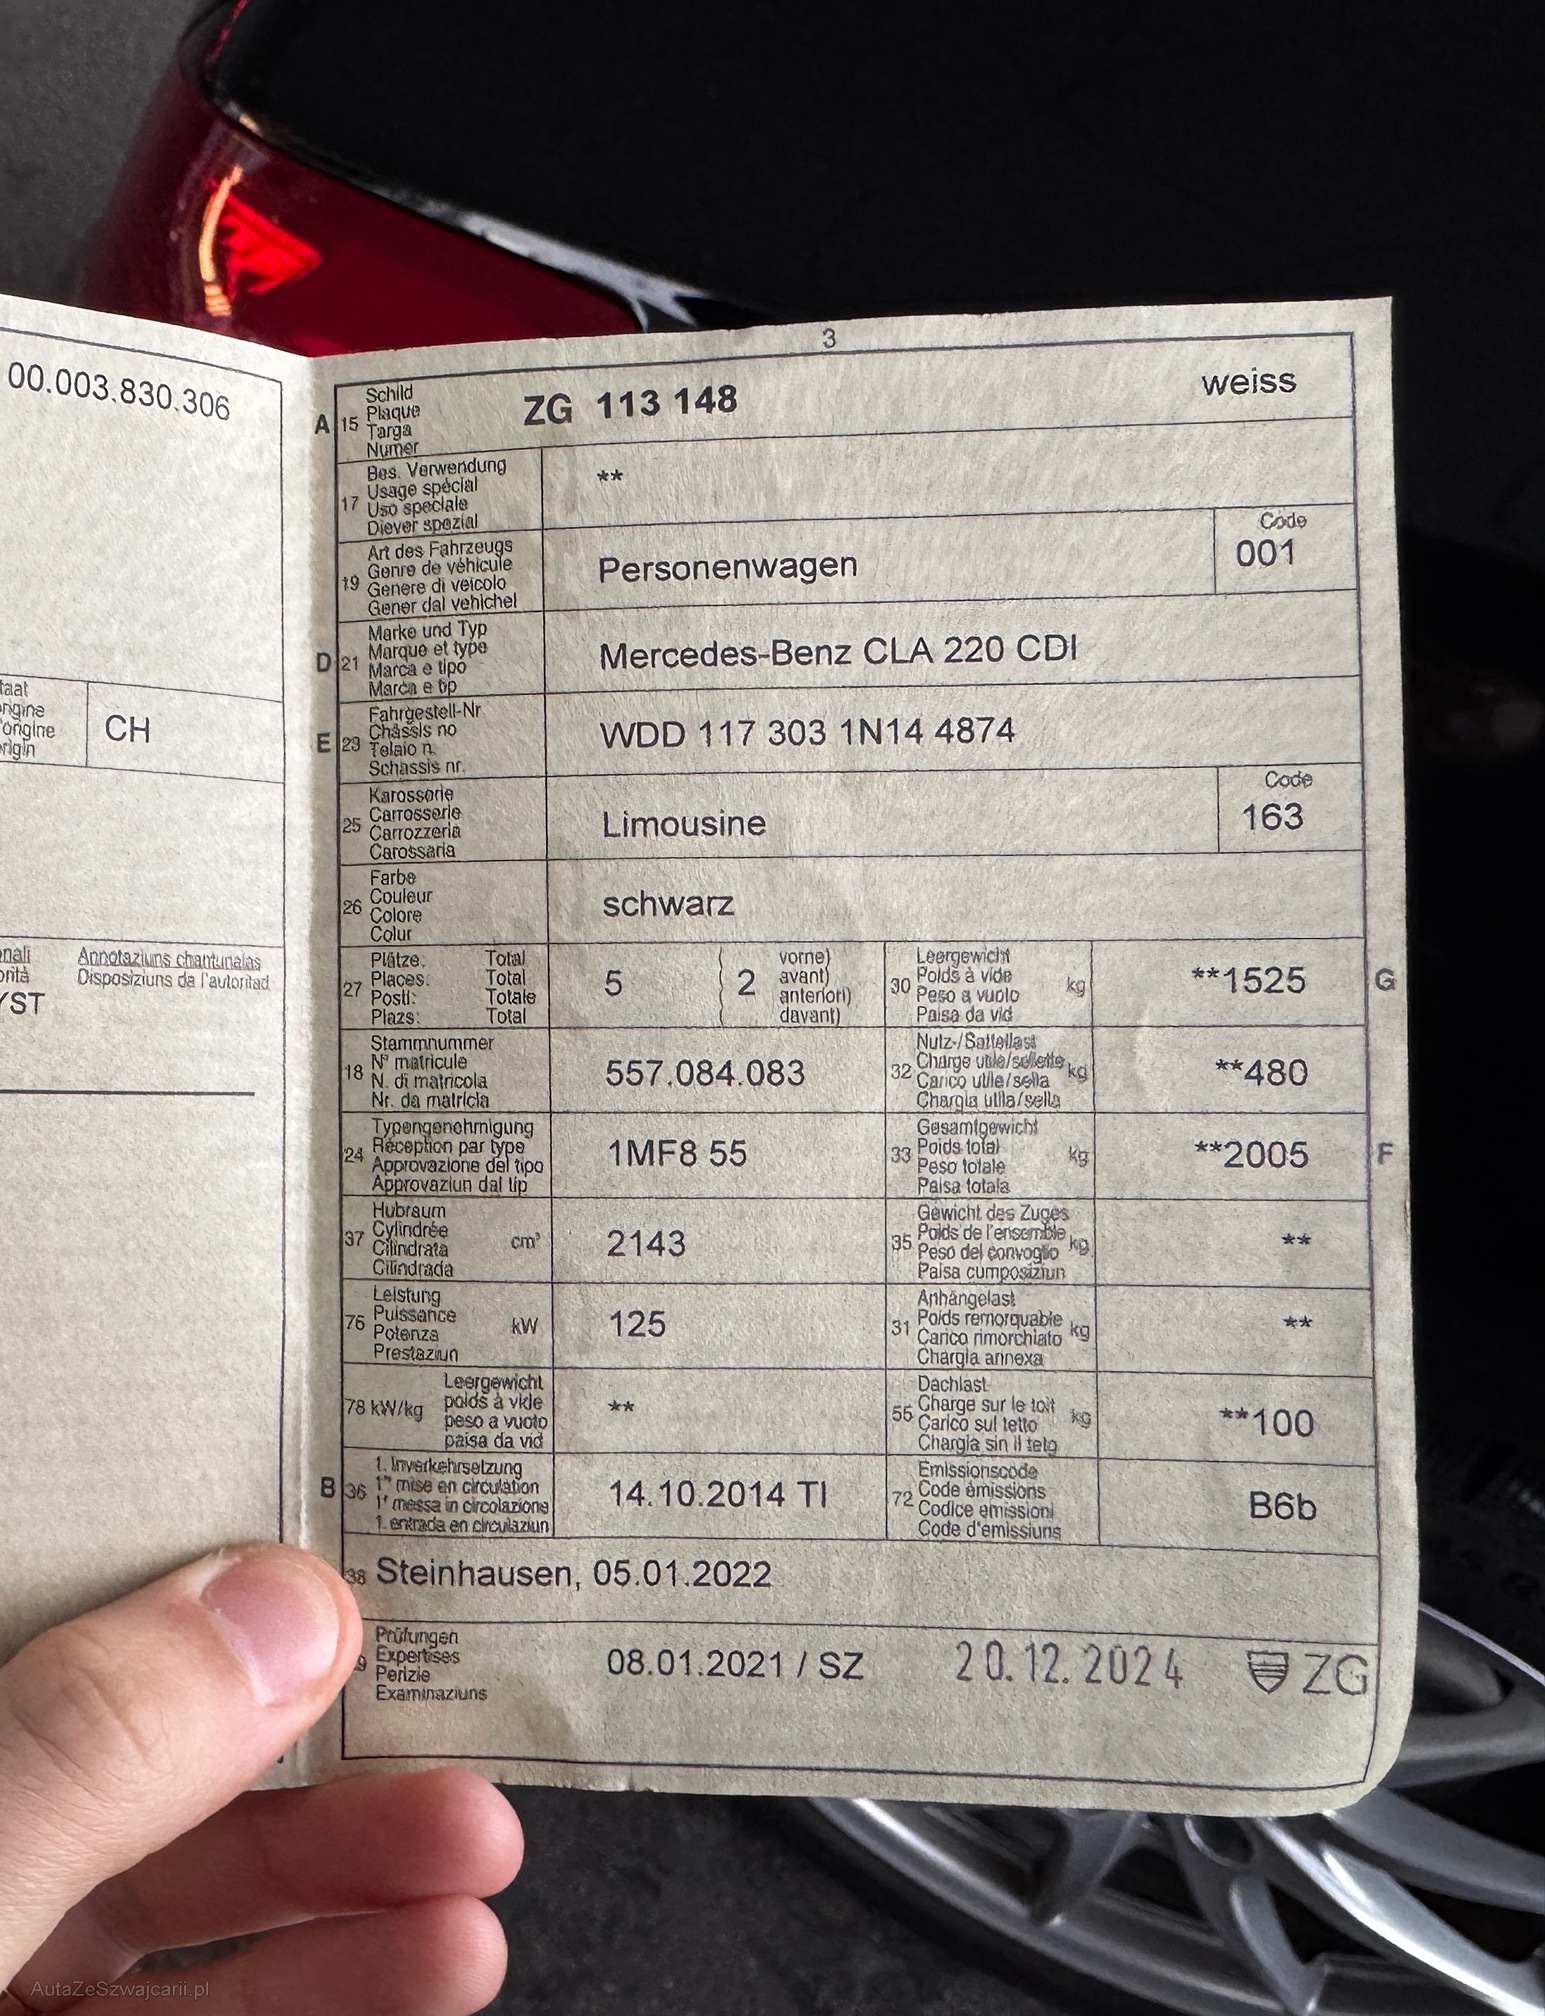 00.003.830.306
taat
rigine
'origine
rigin
CH
nali
orità
Annotaziuns chantunalas
Disposiziuns da l'autoritad
YST
3
A 15 Schild
Plaque
Targa
Numer
ZG 113 148 weiss
17 Bes. Verwendung
Usage spécial
Uso speciale
Diever spezial
**
19 Art des Fahrzeugs
Genre de véhicule
Genere di veicolo
Gener dal vehichel
Personenwagen
Code
001
D 21 Marke und Typ
Marque et type
Marca e tipo
Marca e tip
Mercedes-Benz CLA 220 CDI
E 23 Fahrgestell-Nr
Châssis no
Telaio n.
Schassis nr.
WDD 117 303 1N14 4874
25 Karosserie
Carrosserie
Carrozzeria
Carossaria
Limousine
Code
163
26 Farbe
Couleur
Colore
Colur
schwarz
27 Plätze: Total
Places: Total
Posti: Totale
Plazs: Total
5 ( 2 vorne)
avant)
anteriori)
davant)
30 Leergewicht
Poids à vide
Peso a vuoto
Paisa da vid
kg **1525 G
18 Stammnummer
N° matricule
N. di matricola
Nr. da matricla
557.084.083
32 Nutz-/Sattellast
Charge utile/sellette
Carico utile/sella
Chargia utila/sella
kg **480
24 Typengenehmigung
Réception par type
Approvazione del tipo
Approvaziun dal tip
1MF8 55
33 Gesamtgewicht
Poids total
Peso totale
Paisa totala
kg **2005 F
37 Hubraum
Cylindrée
Cilindrata
Cilindrada
cm³ 2143
35 Gewicht des Zuges
Poids de l'ensemble
Peso del convoglio
Paisa cumposiziun
kg **
76 Leistung
Puissance
Potenza
Prestaziun
kW 125
31 Anhängelast
Poids remorquable
Carico rimorchiato
Chargia annexa
kg **
78 kW/kg Leergewicht
poids à vide
peso a vuoto
paisa da vid
**
55 Dachlast
Charge sur le toit
Carico sul tetto
Chargia sin il tetg
kg **100
B 36 1. Inverkehrsetzung
1re mise en circulation
1a messa in circolazione
1. entrada en circulaziun
14.10.2014 TI
72 Emissionscode
Code émissions
Codice emissioni
Code d'emissiuns
B6b
38 Steinhausen, 05.01.2022
9 Prüfungen
Expertises
Perizie
Examinaziuns
08.01.2021 / SZ 20.12.2024 ZG
AutaZeSzwajcarii.pl